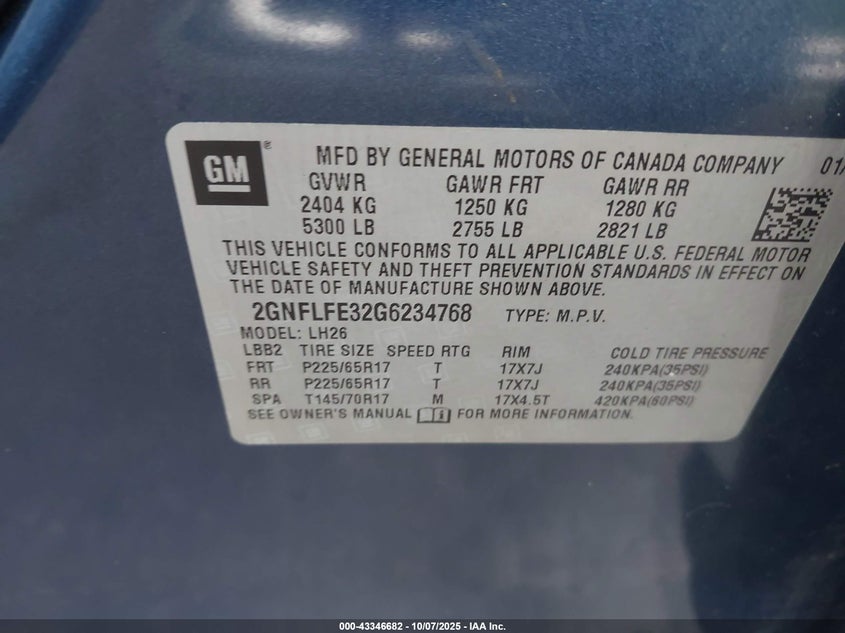 GM ® MFD BY GENERAL MOTORS OF CANADA COMPANY 01/
GVWR GAWR FRT GAWR RR
2404 KG 1250 KG 1280 KG
5300 LB 2755 LB 2821 LB
THIS VEHICLE CONFORMS TO ALL APPLICABLE U.S. FEDERAL MOTOR
VEHICLE SAFETY AND THEFT PREVENTION STANDARDS IN EFFECT ON
THE DATE OF MANUFACTURE SHOWN ABOVE.
2GNFLFE32G6234768 TYPE: M.P.V.
MODEL: LH26
LBB2 TIRE SIZE SPEED RTG RIM COLD TIRE PRESSURE
FRT P225/65R17 T 17X7J 240KPA(35PSI)
RR P225/65R17 T 17X7J 240KPA(35PSI)
SPA T145/70R17 M 17X4.5T 420KPA(60PSI)
SEE OWNER'S MANUAL FOR MORE INFORMATION.
000-43346682 - 10/07/2025 - IAA Inc.